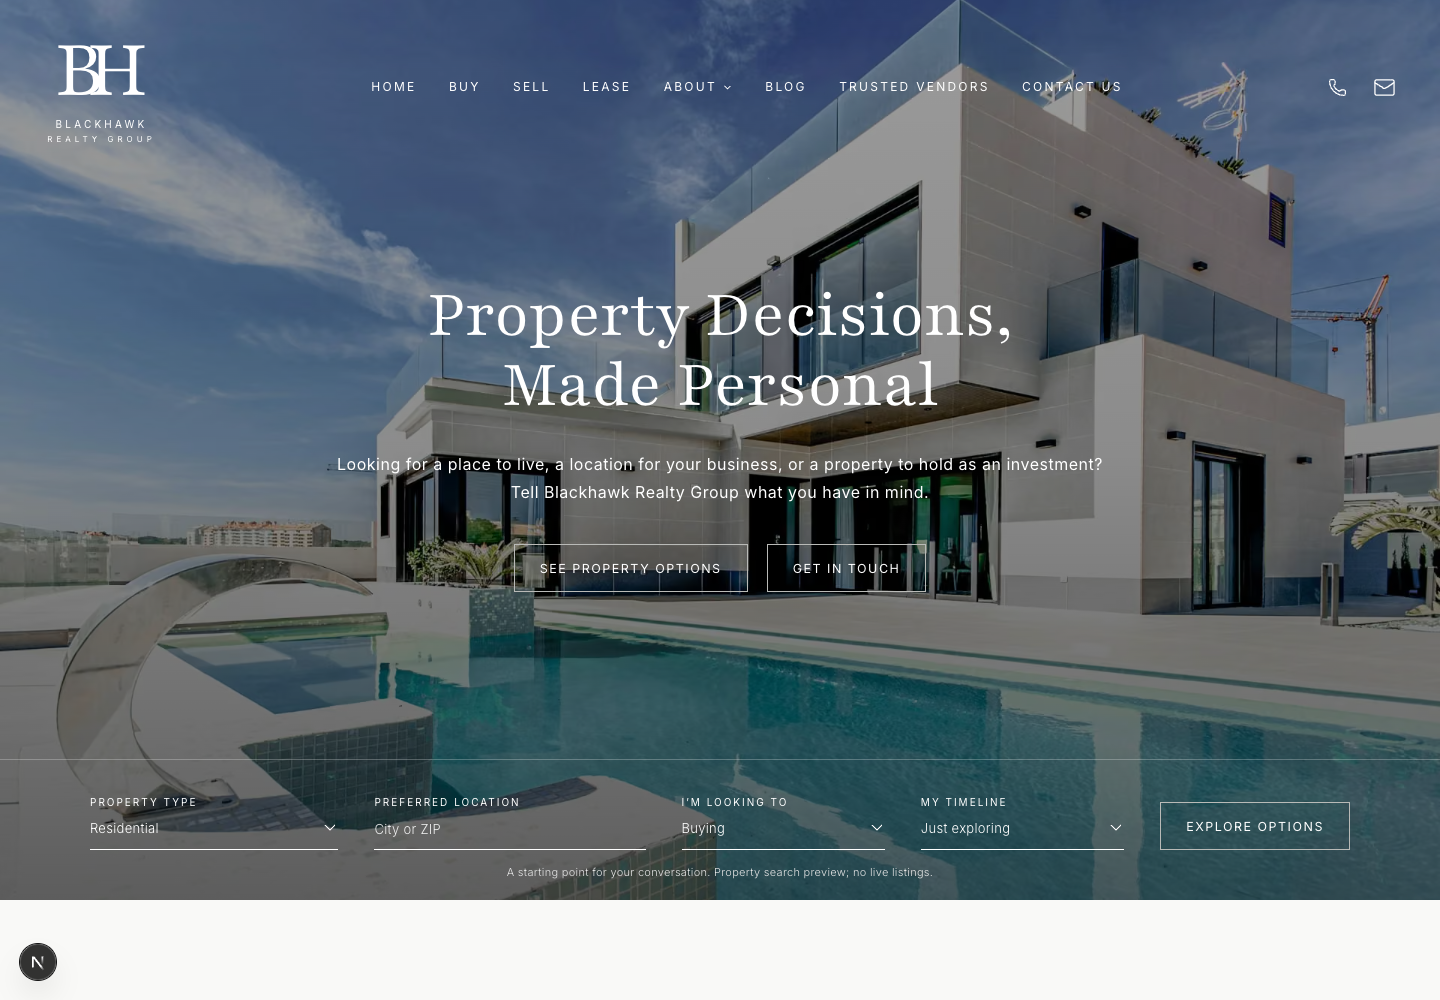 BH
BLACKHAWK
REALTY GROUP
HOME BUY SELL LEASE ABOUT BLOG TRUSTED VENDORS CONTACT US
Property Decisions,
Made Personal
Looking for a place to live, a location for your business, or a property to hold as an investment?
Tell Blackhawk Realty Group what you have in mind.
SEE PROPERTY OPTIONS GET IN TOUCH
PROPERTY TYPE PREFERRED LOCATION I'M LOOKING TO MY TIMELINE
Residential City or ZIP Buying Just exploring EXPLORE OPTIONS
A starting point for your conversation. Property search preview; no live listings.
N